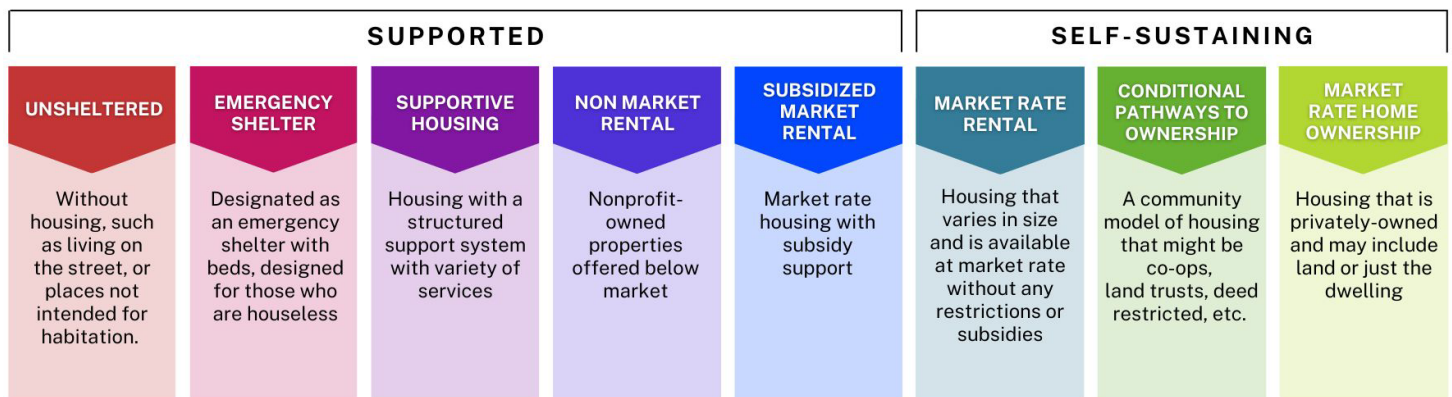 SUPPORTED
SELF-SUSTAINING
UNSHELTERED
Without
housing, such
as living on
the street, or
places not
intended for
habitation.
EMERGENCY
SHELTER
Designated as
an emergency
shelter with
beds, designed
for those who
are houseless
SUPPORTIVE
HOUSING
Housing with a
structured
support system
with variety of
services
NON MARKET
RENTAL
Nonprofit-
owned
properties
offered below
market
SUBSIDIZED
MARKET
RENTAL
Market rate
housing with
subsidy
support
MARKET RATE
RENTAL
Housing that
varies in size
and is available
at market rate
without any
restrictions or
subsidies
CONDITIONAL
PATHWAYS TO
OWNERSHIP
A community
model of housing
that might be
co-ops,
land trusts, deed
restricted, etc.
MARKET
RATE HOME
OWNERSHIP
Housing that is
privately-owned
and may include
land or just the
dwelling